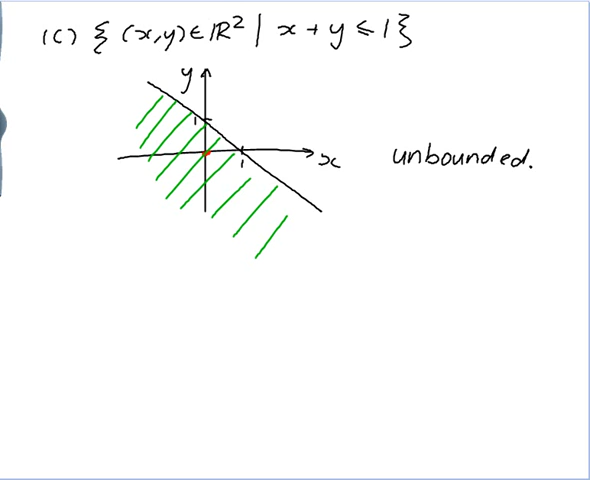 (c) { (x,y) ∈ ℝ² | x + y ≤ 1 }
y
1
x
1
unbounded.